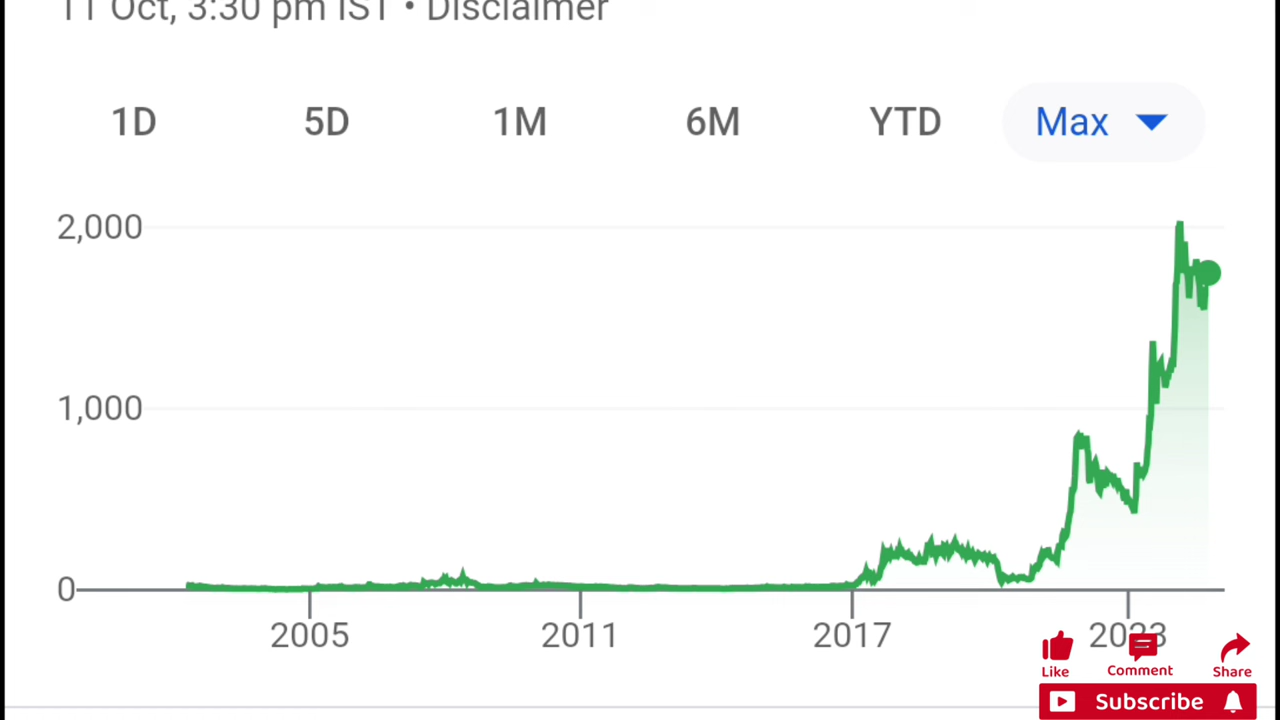 11 Oct, 3:30 pm IST • Disclaimer
1D 5D 1M 6M YTD Max
2,000
1,000
0
2005 2011 2017 2023
Like Comment Share
Subscribe